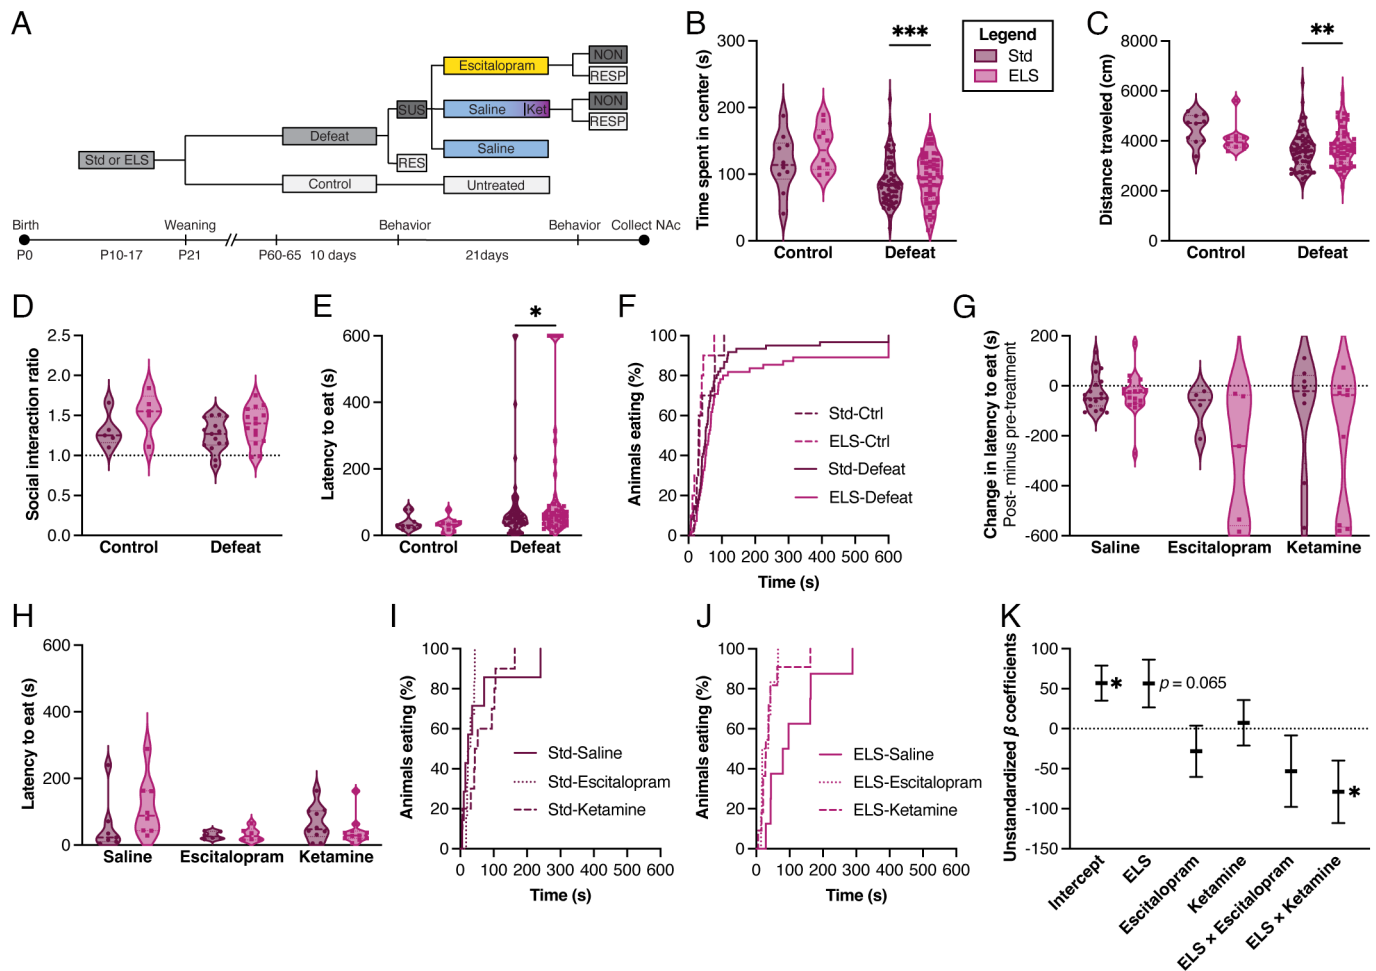 A
Std or ELS
Defeat
Control
SUS
RES
Escitalopram
Saline
Ket
Saline
Untreated
NON
RESP
NON
RESP
Birth
Weaning
Behavior
Behavior
Collect NAc
P0
P10-17
P21
P60-65
10 days
21days
B
Time spent in center (s)
300
200
100
0
***
Control
Defeat
Legend
Std
ELS
C
Distance traveled (cm)
8000
6000
4000
2000
0
**
Control
Defeat
D
Social interaction ratio
2.5
2.0
1.5
1.0
0.5
0.0
Control
Defeat
E
Latency to eat (s)
600
400
200
0
*
Control
Defeat
F
Animals eating (%)
100
80
60
40
20
0
Std-Ctrl
ELS-Ctrl
Std-Defeat
ELS-Defeat
0 100 200 300 400 500 600
Time (s)
G
Change in latency to eat (s)
Post- minus pre-treatment
200
0
-200
-400
-600
Saline
Escitalopram
Ketamine
H
Latency to eat (s)
600
400
200
0
Saline
Escitalopram
Ketamine
I
Animals eating (%)
100
80
60
40
20
0
Std-Saline
Std-Escitalopram
Std-Ketamine
0 100 200 300 400 500 600
Time (s)
J
Animals eating (%)
100
80
60
40
20
0
ELS-Saline
ELS-Escitalopram
ELS-Ketamine
0 100 200 300 400 500 600
Time (s)
K
Unstandardized β coefficients
100
50
0
-50
-100
-150
*
p = 0.065
*
Intercept
ELS
Escitalopram
Ketamine
ELS × Escitalopram
ELS × Ketamine